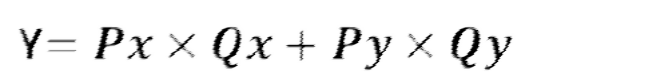 Y= Px × Qx + Py × Qy